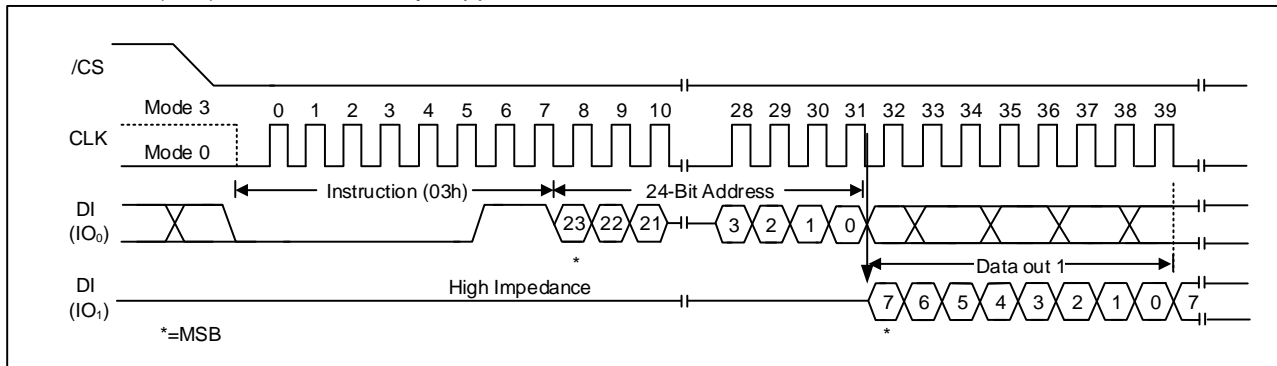 /CS
Mode 3
0 1 2 3 4 5 6 7 8 9 10 28 29 30 31 32 33 34 35 36 37 38 39
CLK
Mode 0
Instruction (03h) 24-Bit Address
DI
(IO₀)
23 22 21 3 2 1 0
*
Data out 1
High Impedance
DI
(IO₁)
7 6 5 4 3 2 1 0 7
*
*=MSB